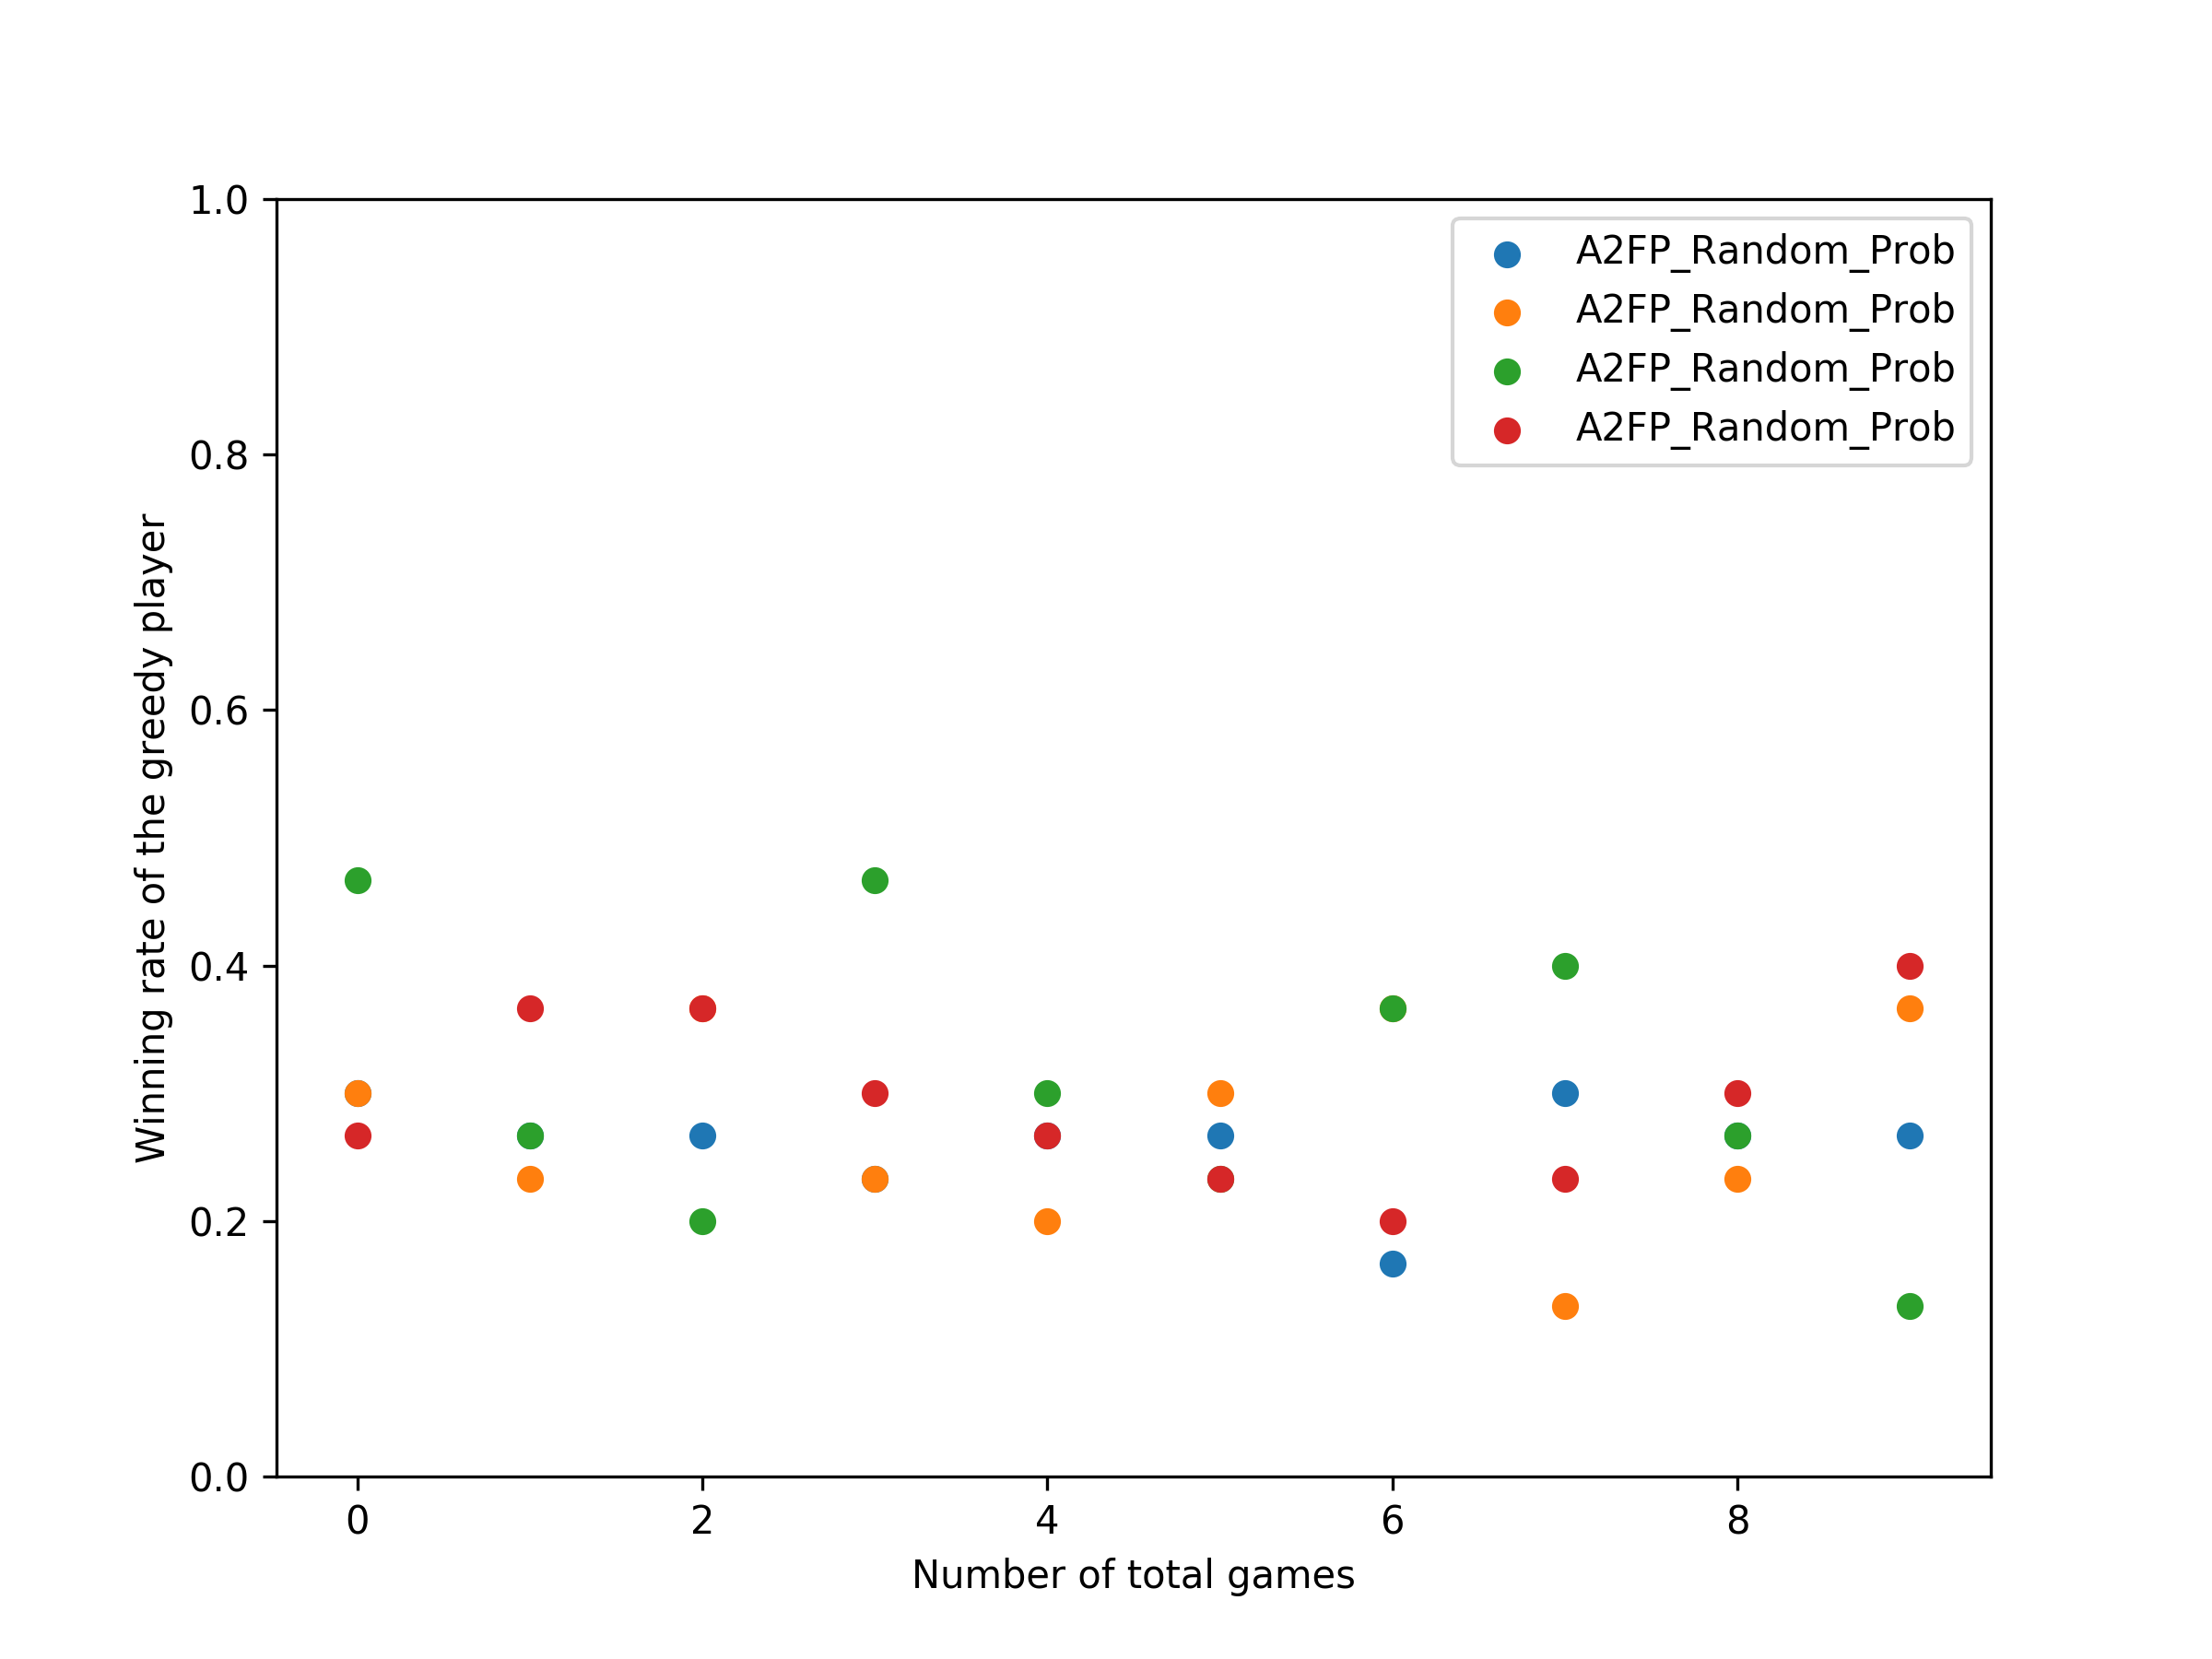 1.0
0.8
0.6
0.4
0.2
0.0
Winning rate of the greedy player
A2FP_Random_Prob
A2FP_Random_Prob
A2FP_Random_Prob
A2FP_Random_Prob
0 2 4 6 8
Number of total games